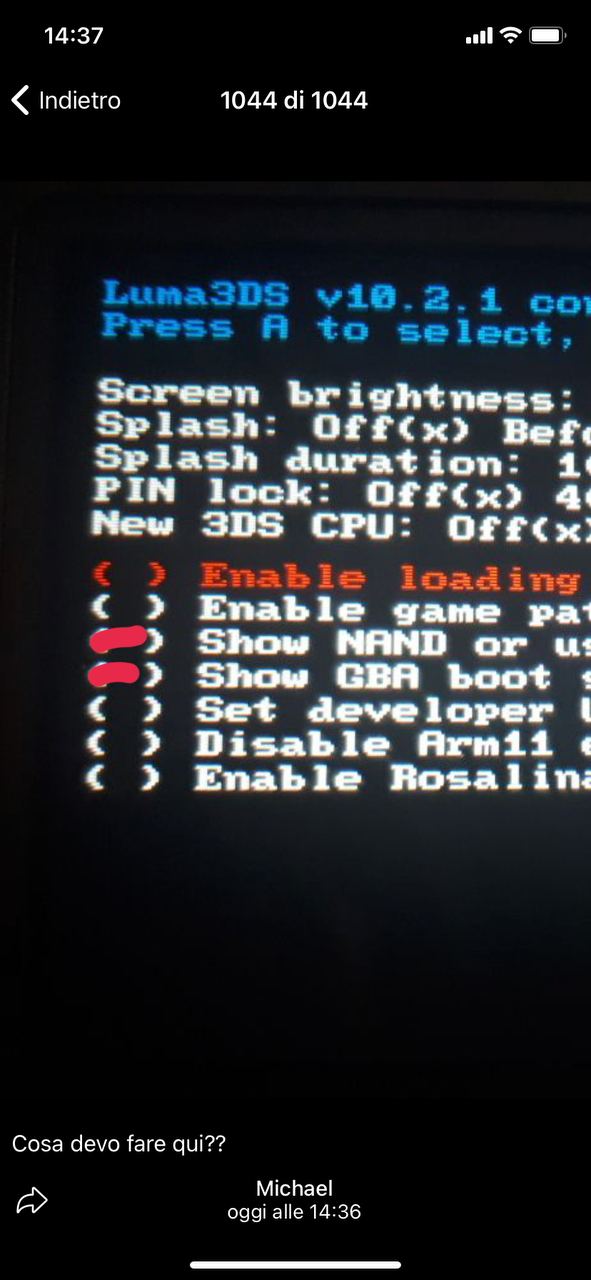 14:37
Indietro
1044 di 1044
Luma3DS v10.2.1
Press A to select,
Screen brightness:
Splash: Off(x)
Splash duration:
PIN lock: Off(x)
New 3DS CPU: Off(x)
( ) Enable loading
( ) Enable game
) Show NAND or
) Show GBA boot
( ) Set developer
( ) Disable Arm11
( ) Enable
Cosa devo fare qui??
Michael
oggi alle 14:36